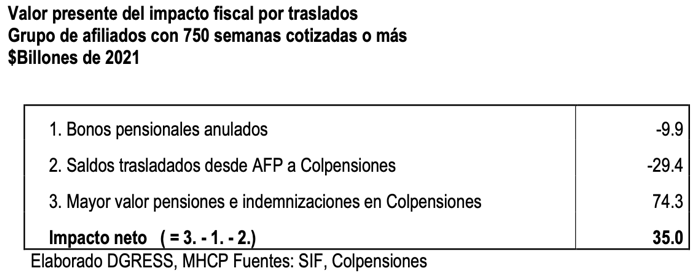 Valor presente del impacto fiscal por traslados
Grupo de afiliados con 750 semanas cotizadas o más
$Billones de 2021
1. Bonos pensionales anulados -9.9
2. Saldos trasladados desde AFP a Colpensiones -29.4
3. Mayor valor pensiones e indemnizaciones en Colpensiones 74.3
Impacto neto ( = 3. - 1. - 2.) 35.0
Elaborado DGRESS, MHCP Fuentes: SIF, Colpensiones